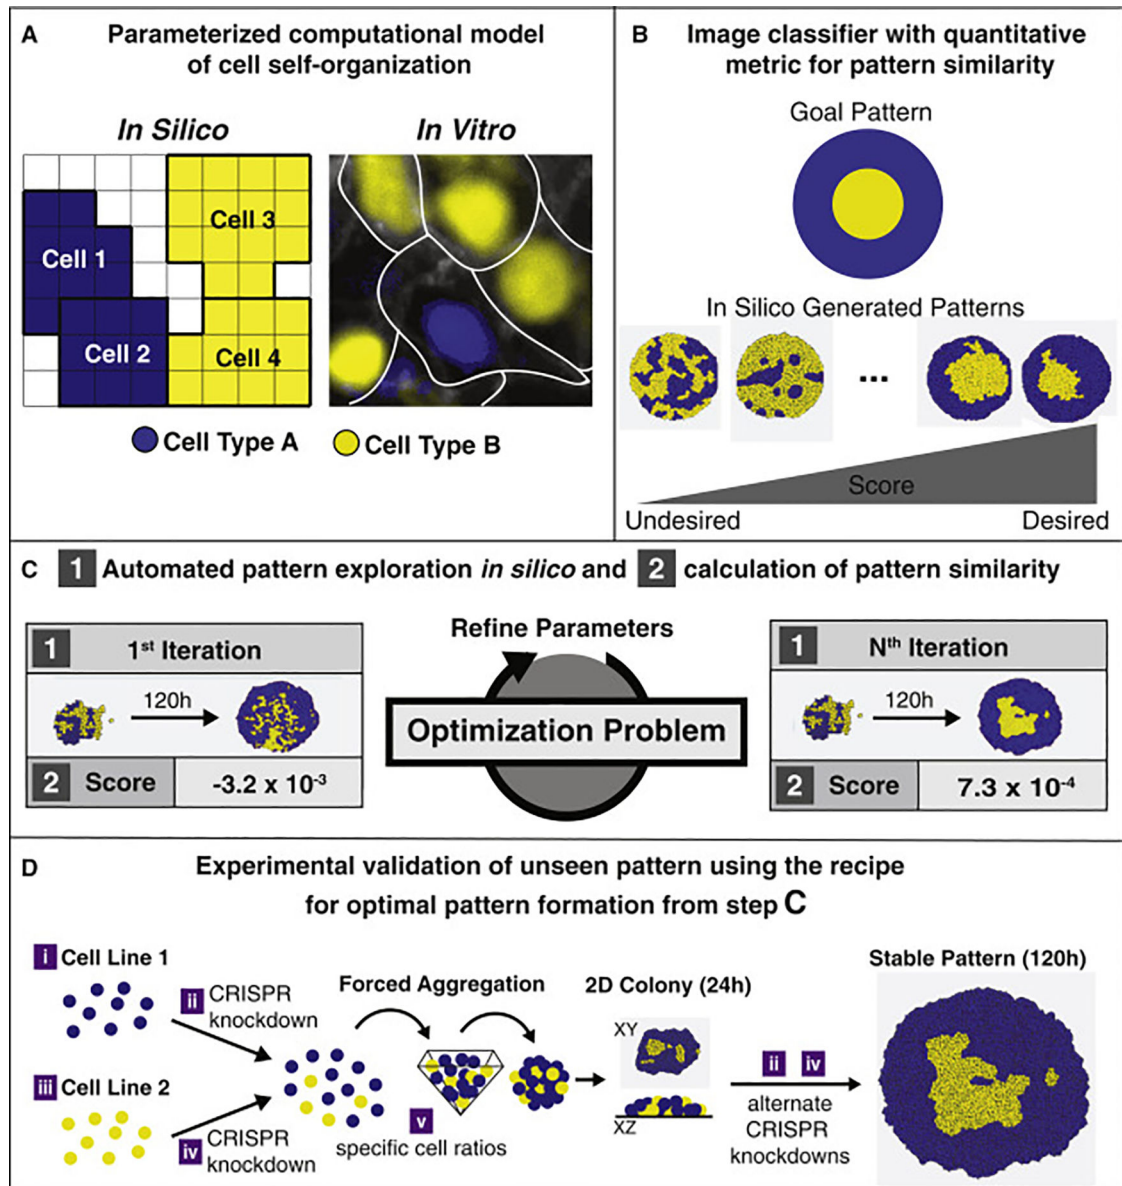 A Parameterized computational model
of cell self-organization
In Silico
In Vitro
Cell 1
Cell 2
Cell 3
Cell 4
Cell Type A
Cell Type B
B Image classifier with quantitative
metric for pattern similarity
Goal Pattern
In Silico Generated Patterns
...
Score
Undesired
Desired
C 1 Automated pattern exploration in silico and 2 calculation of pattern similarity
1 1st Iteration
120h
2 Score -3.2 x 10-3
Refine Parameters
Optimization Problem
1 Nth Iteration
120h
2 Score 7.3 x 10-4
D Experimental validation of unseen pattern using the recipe
for optimal pattern formation from step C
i Cell Line 1
ii CRISPR
knockdown
iii Cell Line 2
iv CRISPR
knockdown
Forced Aggregation
v
specific cell ratios
2D Colony (24h)
XY
XZ
ii iv
alternate
CRISPR
knockdowns
Stable Pattern (120h)